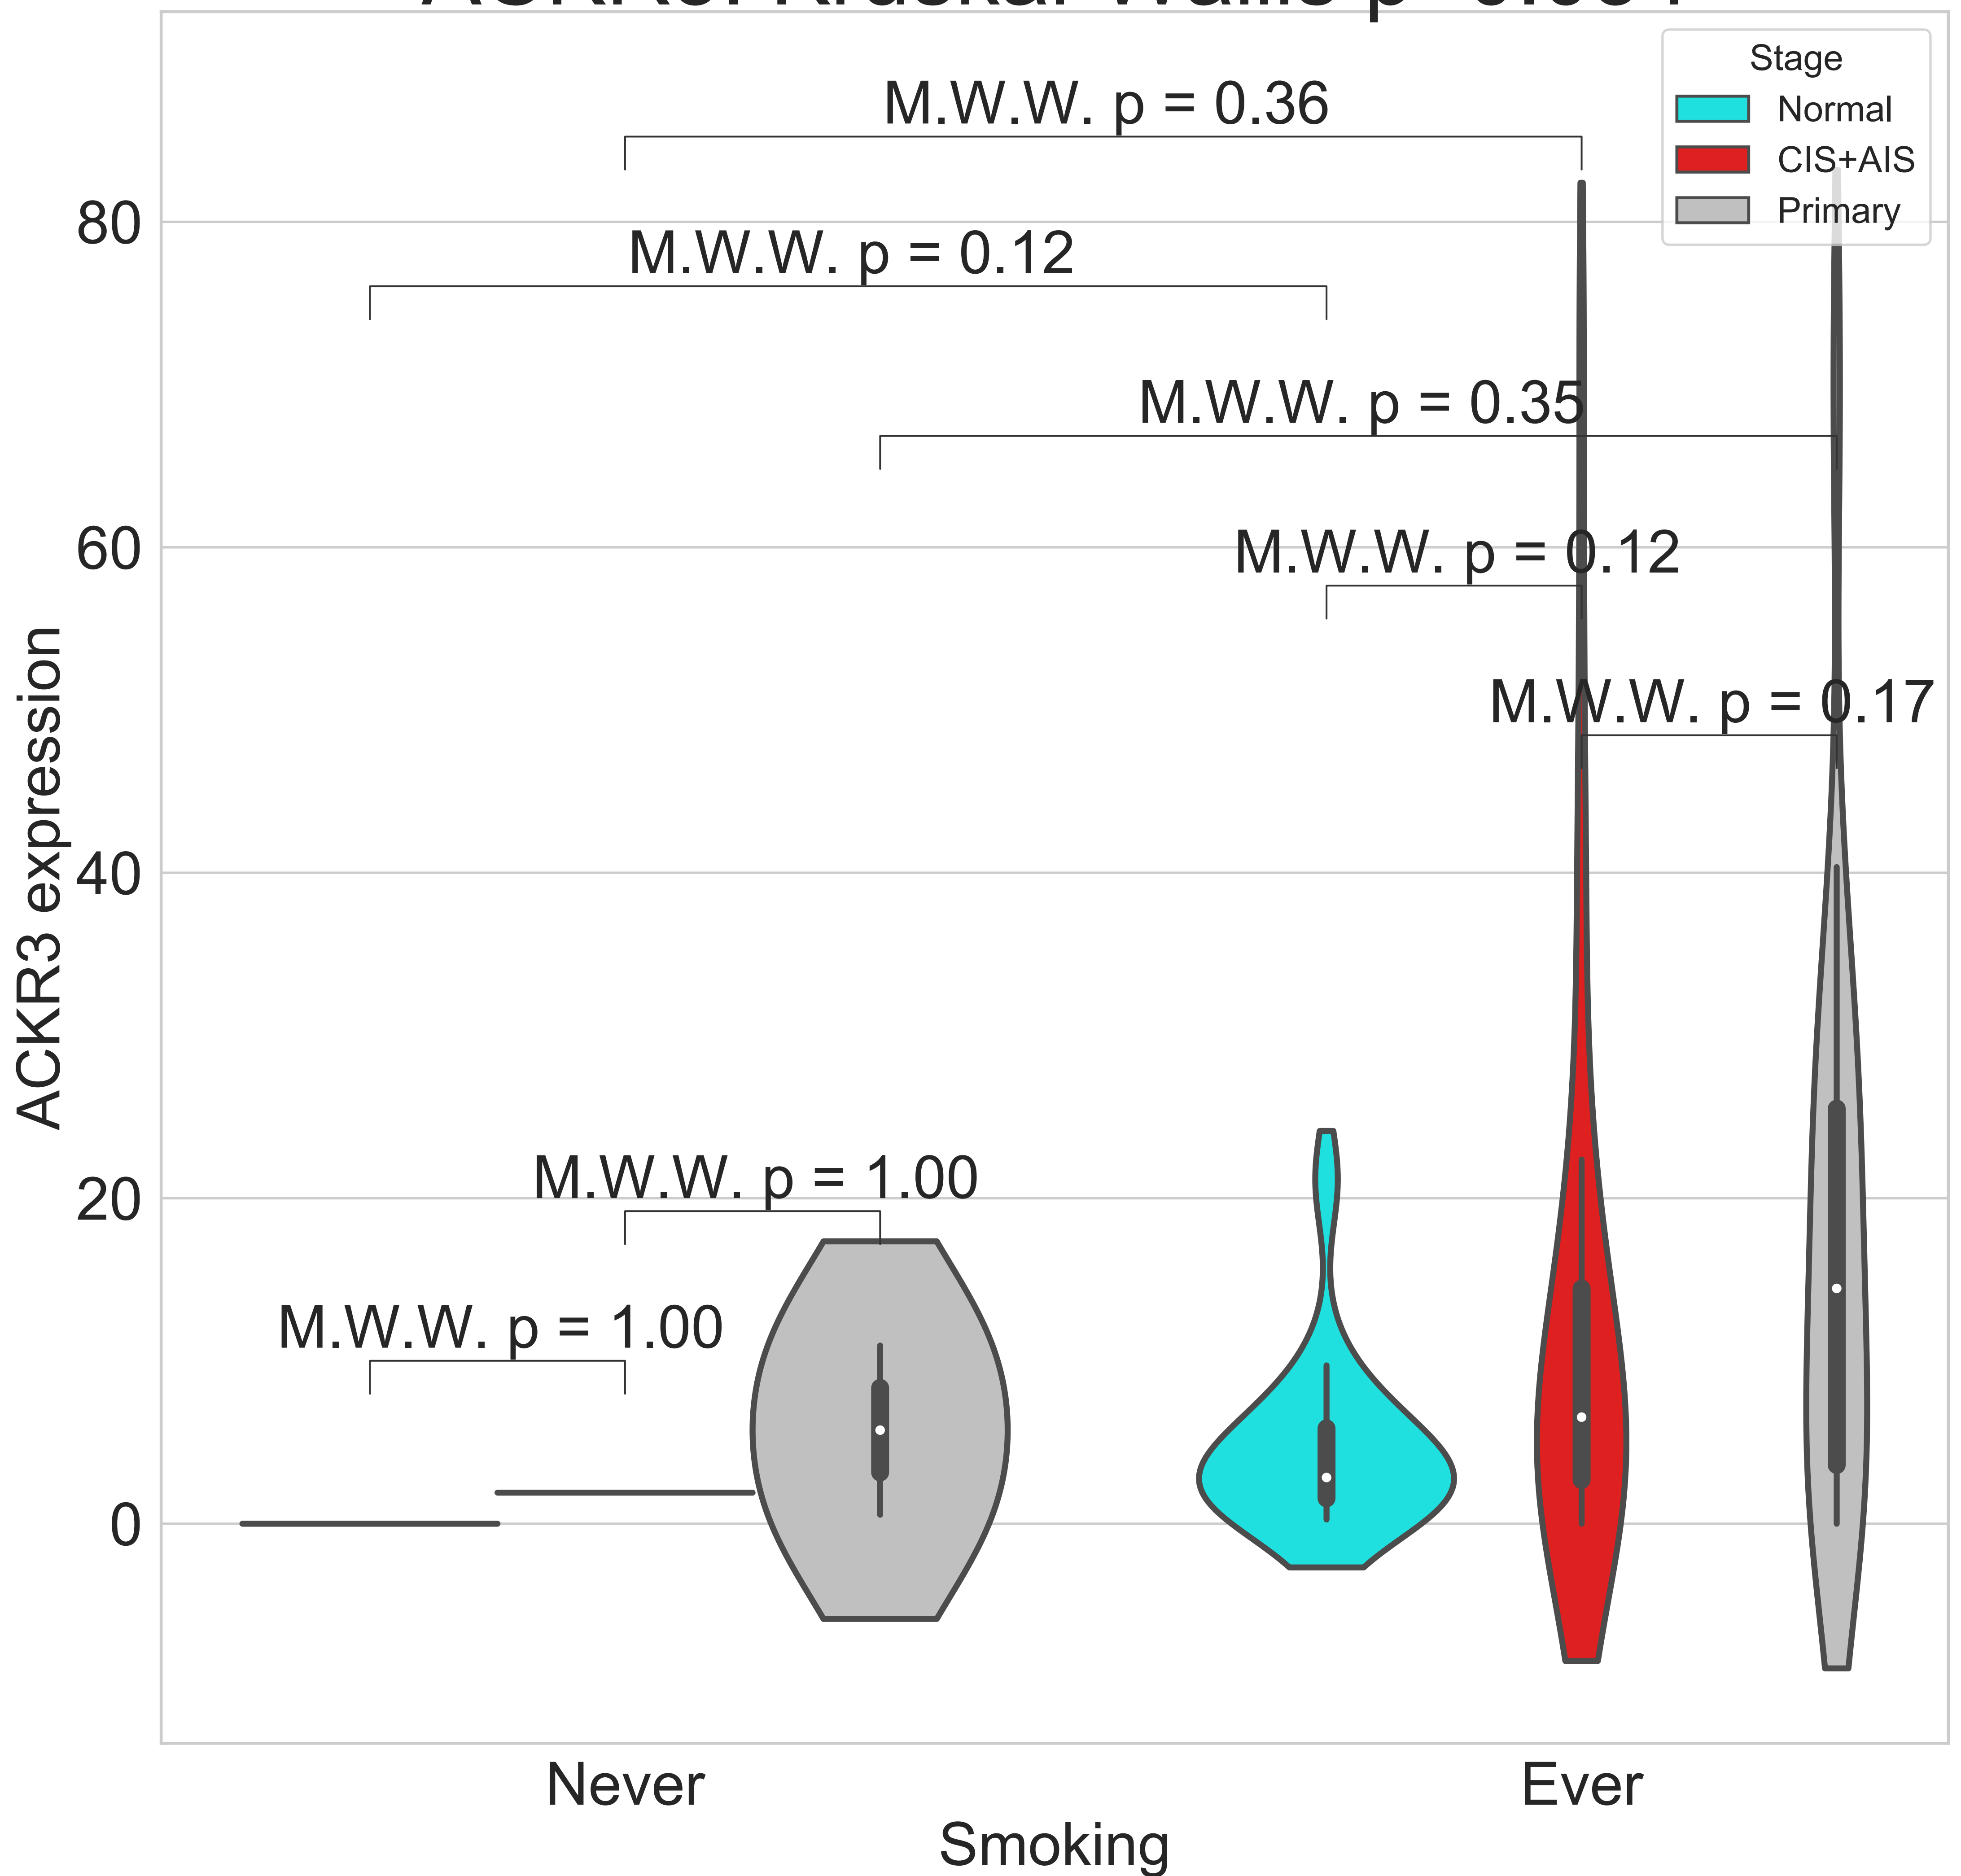 Stage
Normal
CIS+AIS
Primary
M.W.W. p = 0.36
M.W.W. p = 0.12
M.W.W. p = 0.35
M.W.W. p = 0.12
M.W.W. p = 0.17
M.W.W. p = 1.00
M.W.W. p = 1.00
80
60
40
20
0
ACKR3 expression
Never
Ever
Smoking